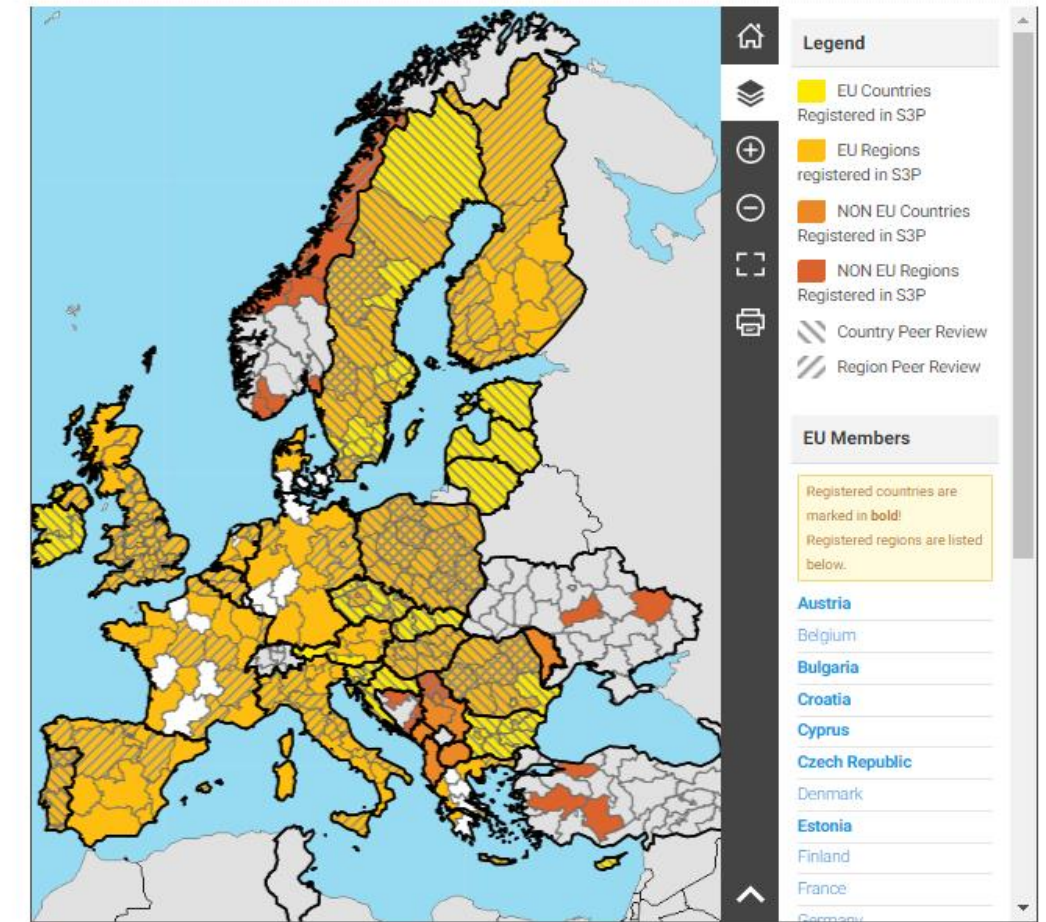 Legend
EU Countries
Registered in S3P
EU Regions
registered in S3P
NON EU Countries
Registered in S3P
NON EU Regions
Registered in S3P
Country Peer Review
Region Peer Review
EU Members
Registered countries are
marked in bold!
Registered regions are listed
below.
Austria
Belgium
Bulgaria
Croatia
Cyprus
Czech Republic
Denmark
Estonia
Finland
France
Germany